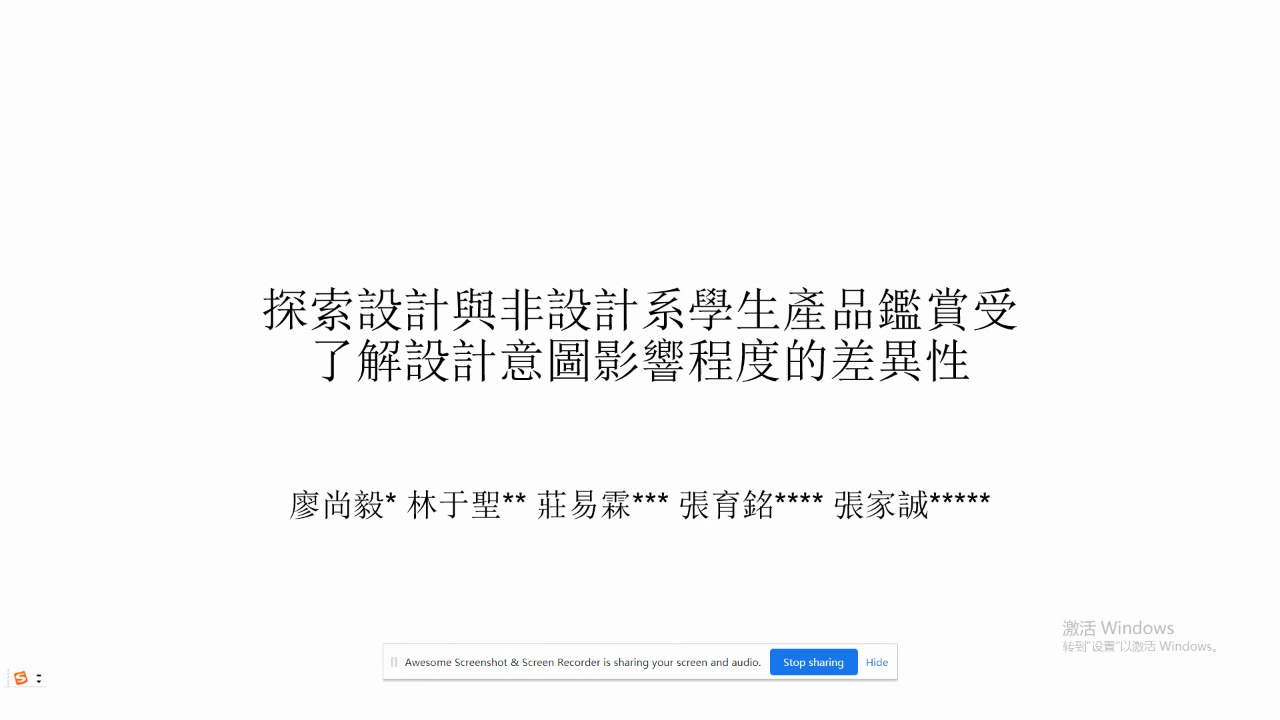 探索設計與非設計系學生產品鑑賞受
了解設計意圖影響程度的差異性
廖尚毅* 林于聖** 莊易霖*** 張育銘**** 張家誠*****
激活 Windows
转到"设置"以激活 Windows。
Awesome Screenshot & Screen Recorder is sharing your screen and audio. Stop sharing Hide